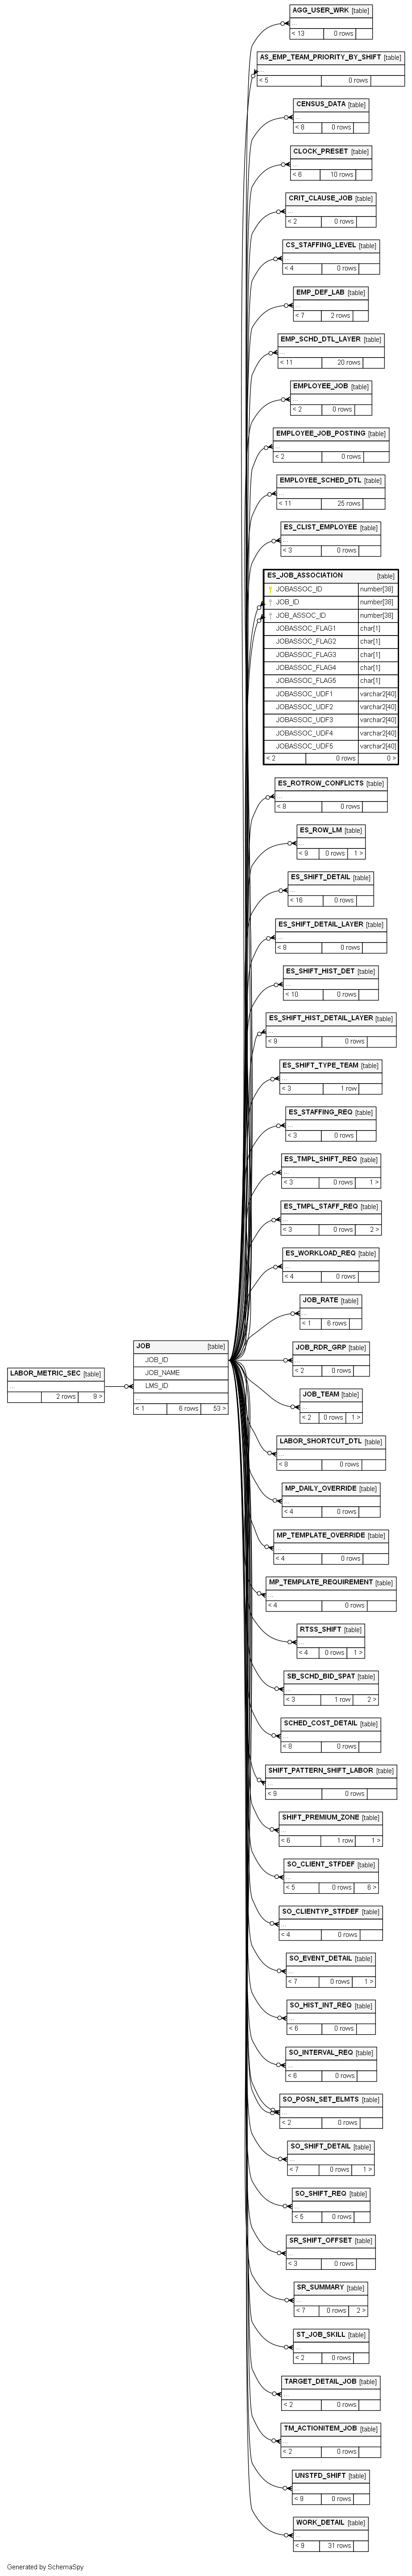 AGG_USER_WRK [table]
...
< 13 0 rows
AS_EMP_TEAM_PRIORITY_BY_SHIFT [table]
...
< 5 0 rows
CENSUS_DATA [table]
...
< 8 0 rows
CLOCK_PRESET [table]
...
< 6 10 rows
CRIT_CLAUSE_JOB [table]
...
< 2 0 rows
CS_STAFFING_LEVEL [table]
...
< 4 0 rows
EMP_DEF_LAB [table]
...
< 7 2 rows
EMP_SCHD_DTL_LAYER [table]
...
< 11 20 rows
EMPLOYEE_JOB [table]
...
< 2 0 rows
EMPLOYEE_JOB_POSTING [table]
...
< 2 0 rows
EMPLOYEE_SCHED_DTL [table]
...
< 11 25 rows
ES_CLIST_EMPLOYEE [table]
...
< 3 0 rows
ES_JOB_ASSOCIATION [table]
JOBASSOC_ID number[38]
JOB_ID number[38]
JOB_ASSOC_ID number[38]
JOBASSOC_FLAG1 char[1]
JOBASSOC_FLAG2 char[1]
JOBASSOC_FLAG3 char[1]
JOBASSOC_FLAG4 char[1]
JOBASSOC_FLAG5 char[1]
JOBASSOC_UDF1 varchar2[40]
JOBASSOC_UDF2 varchar2[40]
JOBASSOC_UDF3 varchar2[40]
JOBASSOC_UDF4 varchar2[40]
JOBASSOC_UDF5 varchar2[40]
< 2 0 rows 0 >
ES_ROTROW_CONFLICTS [table]
...
< 8 0 rows
ES_ROW_LM [table]
...
< 9 0 rows 1 >
ES_SHIFT_DETAIL [table]
...
< 16 0 rows
ES_SHIFT_DETAIL_LAYER [table]
...
< 8 0 rows
ES_SHIFT_HIST_DET [table]
...
< 10 0 rows
ES_SHIFT_HIST_DETAIL_LAYER [table]
...
< 9 0 rows
ES_SHIFT_TYPE_TEAM [table]
...
< 3 1 row
ES_STAFFING_REQ [table]
...
< 3 0 rows
ES_TMPL_SHIFT_REQ [table]
...
< 3 0 rows 1 >
ES_TMPL_STAFF_REQ [table]
...
< 3 0 rows 2 >
ES_WORKLOAD_REQ [table]
...
< 4 0 rows
JOB_RATE [table]
...
< 1 6 rows
JOB [table]
JOB_ID
JOB_NAME
LMS_ID
...
< 1 6 rows 53 >
LABOR_METRIC_SEC [table]
...
2 rows 9 >
JOB_RDR_GRP [table]
...
< 2 0 rows
JOB_TEAM [table]
...
< 2 0 rows 1 >
LABOR_SHORTCUT_DTL [table]
...
< 8 0 rows
MP_DAILY_OVERRIDE [table]
...
< 4 0 rows
MP_TEMPLATE_OVERRIDE [table]
...
< 4 0 rows
MP_TEMPLATE_REQUIREMENT [table]
...
< 4 0 rows
RTSS_SHIFT [table]
...
< 4 0 rows 1 >
SB_SCHD_BID_SPAT [table]
...
< 3 1 row 2 >
SCHED_COST_DETAIL [table]
...
< 8 0 rows
SHIFT_PATTERN_SHIFT_LABOR [table]
...
< 9 0 rows
SHIFT_PREMIUM_ZONE [table]
...
< 6 1 row 1 >
SO_CLIENT_STFDEF [table]
...
< 5 0 rows 6 >
SO_CLIENTYP_STFDEF [table]
...
< 4 0 rows
SO_EVENT_DETAIL [table]
...
< 7 0 rows 1 >
SO_HIST_INT_REQ [table]
...
< 6 0 rows
SO_INTERVAL_REQ [table]
...
< 6 0 rows
SO_POSN_SET_ELMTS [table]
...
< 2 0 rows
SO_SHIFT_DETAIL [table]
...
< 7 0 rows 1 >
SO_SHIFT_REQ [table]
...
< 5 0 rows
SR_SHIFT_OFFSET [table]
...
< 3 0 rows
SR_SUMMARY [table]
...
< 7 0 rows 2 >
ST_JOB_SKILL [table]
...
< 2 0 rows
TARGET_DETAIL_JOB [table]
...
< 2 0 rows
TM_ACTIONITEM_JOB [table]
...
< 2 0 rows
UNSTFD_SHIFT [table]
...
< 9 0 rows
WORK_DETAIL [table]
...
< 9 31 rows
Generated by SchemaSpy